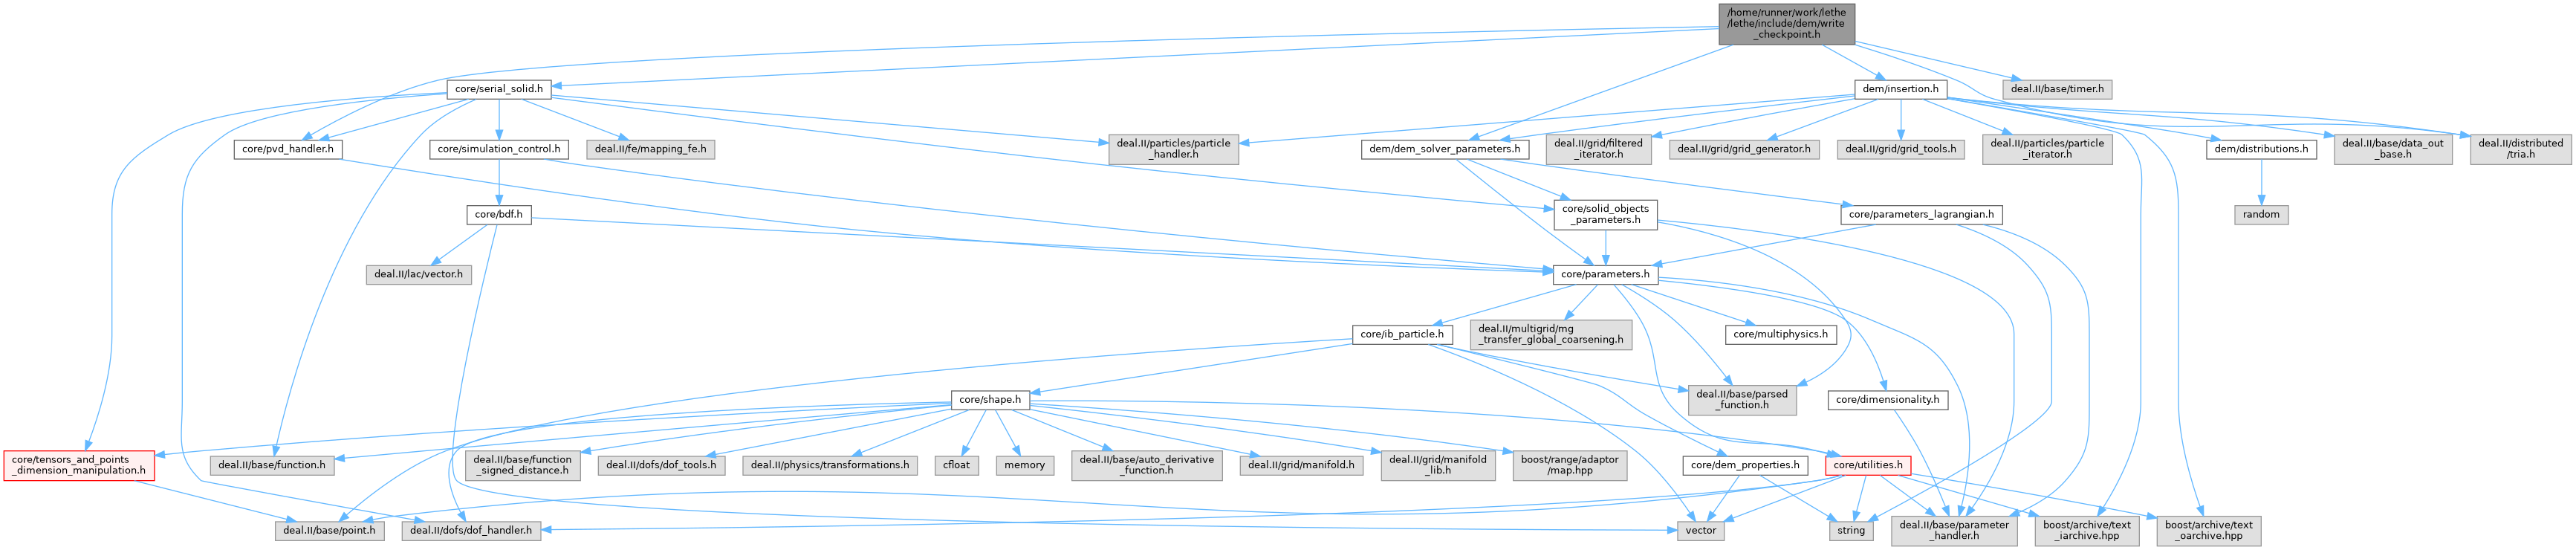 /home/runner/work/lethe
/lethe/include/dem/write
_checkpoint.h
core/serial_solid.h
dem/insertion.h
deal.II/base/timer.h
core/pvd_handler.h
core/simulation_control.h
deal.II/fe/mapping_fe.h
deal.II/particles/particle
_handler.h
dem/dem_solver_parameters.h
deal.II/grid/filtered
_iterator.h
deal.II/grid/grid_generator.h
deal.II/grid/grid_tools.h
deal.II/particles/particle
_iterator.h
dem/distributions.h
deal.II/base/data_out
_base.h
deal.II/distributed
/tria.h
core/bdf.h
core/solid_objects
_parameters.h
core/parameters_lagrangian.h
random
deal.II/lac/vector.h
core/parameters.h
core/ib_particle.h
deal.II/multigrid/mg
_transfer_global_coarsening.h
core/multiphysics.h
core/shape.h
deal.II/base/parsed
_function.h
core/dimensionality.h
core/tensors_and_points
_dimension_manipulation.h
deal.II/base/function.h
deal.II/base/function
_signed_distance.h
deal.II/dofs/dof_tools.h
deal.II/physics/transformations.h
cfloat
memory
deal.II/base/auto_derivative
_function.h
deal.II/grid/manifold.h
deal.II/grid/manifold
_lib.h
boost/range/adaptor
/map.hpp
core/dem_properties.h
core/utilities.h
deal.II/base/point.h
deal.II/dofs/dof_handler.h
vector
string
deal.II/base/parameter
_handler.h
boost/archive/text
_iarchive.hpp
boost/archive/text
_oarchive.hpp